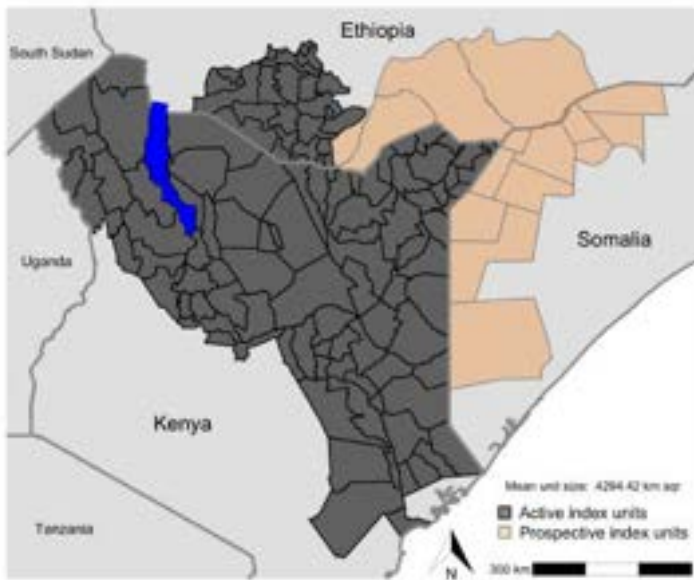 Ethiopia
South Sudan
Somalia
Uganda
Kenya
Mean unit size: 4294.42 km sqr
Active index units
Prospective index units
Tanzania
N
300 km